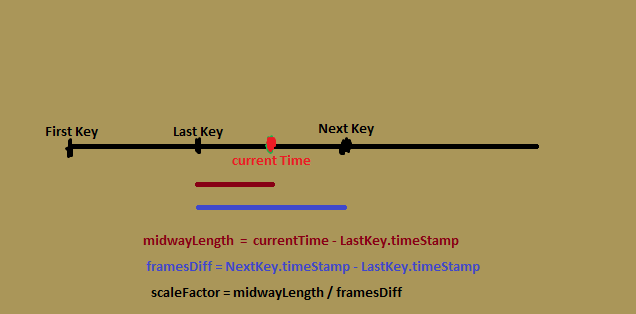 First Key
Last Key
Next Key
current Time
midwayLength = currentTime - LastKey.timeStamp
framesDiff = NextKey.timeStamp - LastKey.timeStamp
scaleFactor = midwayLength / framesDiff